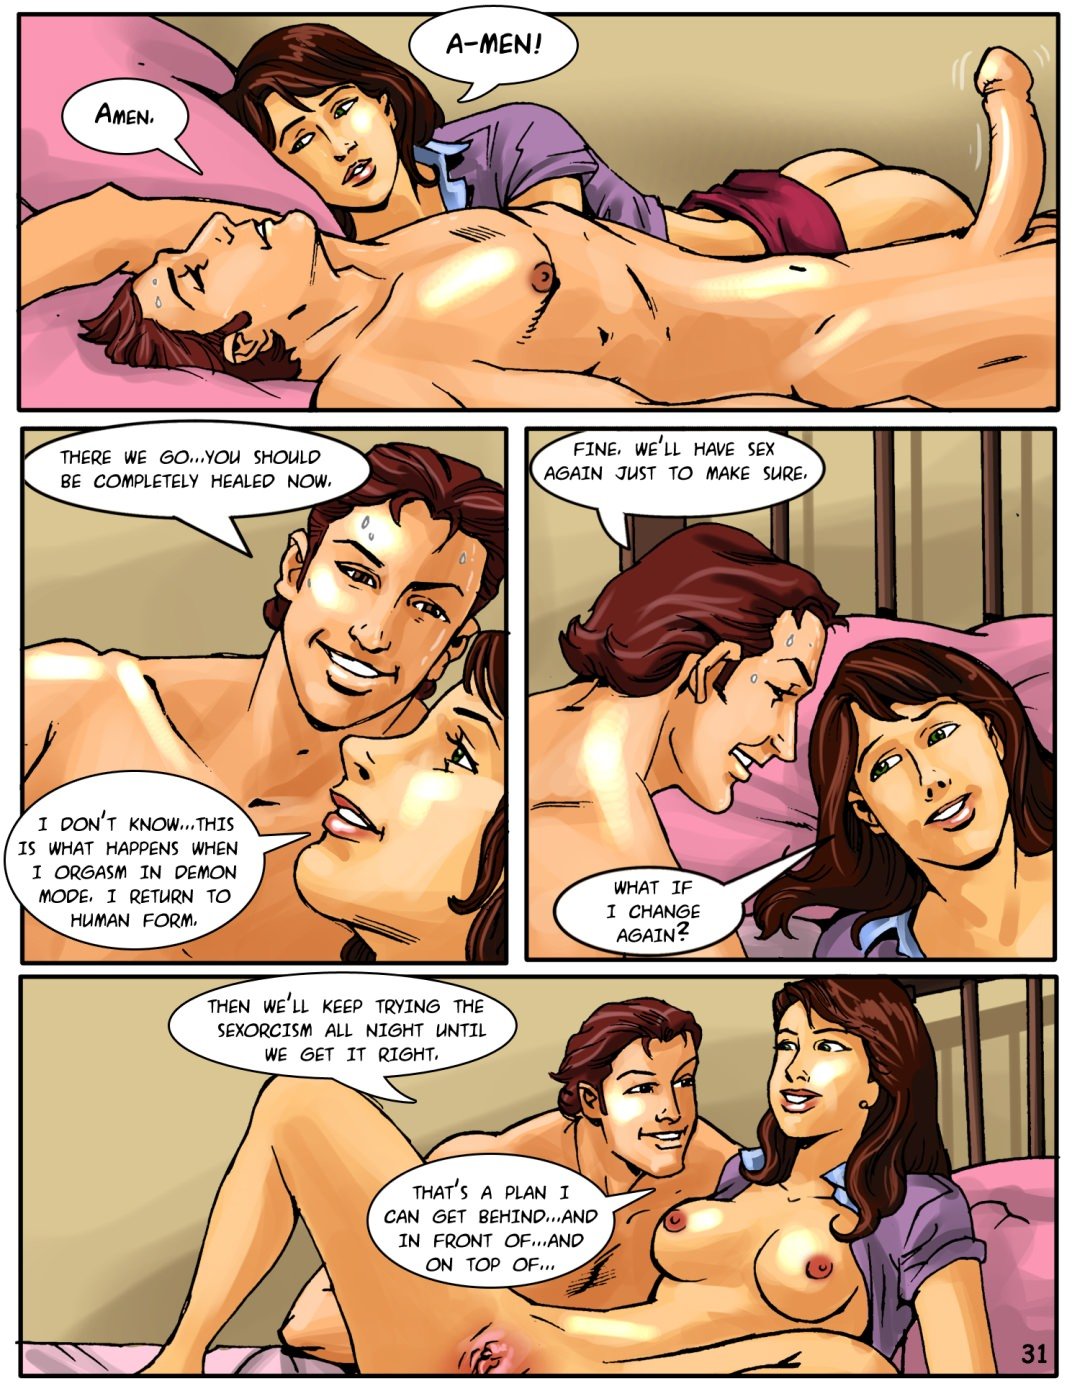 A-MEN!
AMEN.
THERE WE GO...YOU SHOULD
BE COMPLETELY HEALED NOW.
I DON'T KNOW...THIS
IS WHAT HAPPENS WHEN
I ORGASM IN DEMON
MODE. I RETURN TO
HUMAN FORM.
FINE. WE'LL HAVE SEX
AGAIN JUST TO MAKE SURE.
WHAT IF
I CHANGE
AGAIN?
THEN WE'LL KEEP TRYING THE
SEXORCISM ALL NIGHT UNTIL
WE GET IT RIGHT.
THAT'S A PLAN I
CAN GET BEHIND...AND
IN FRONT OF...AND
ON TOP OF...
31